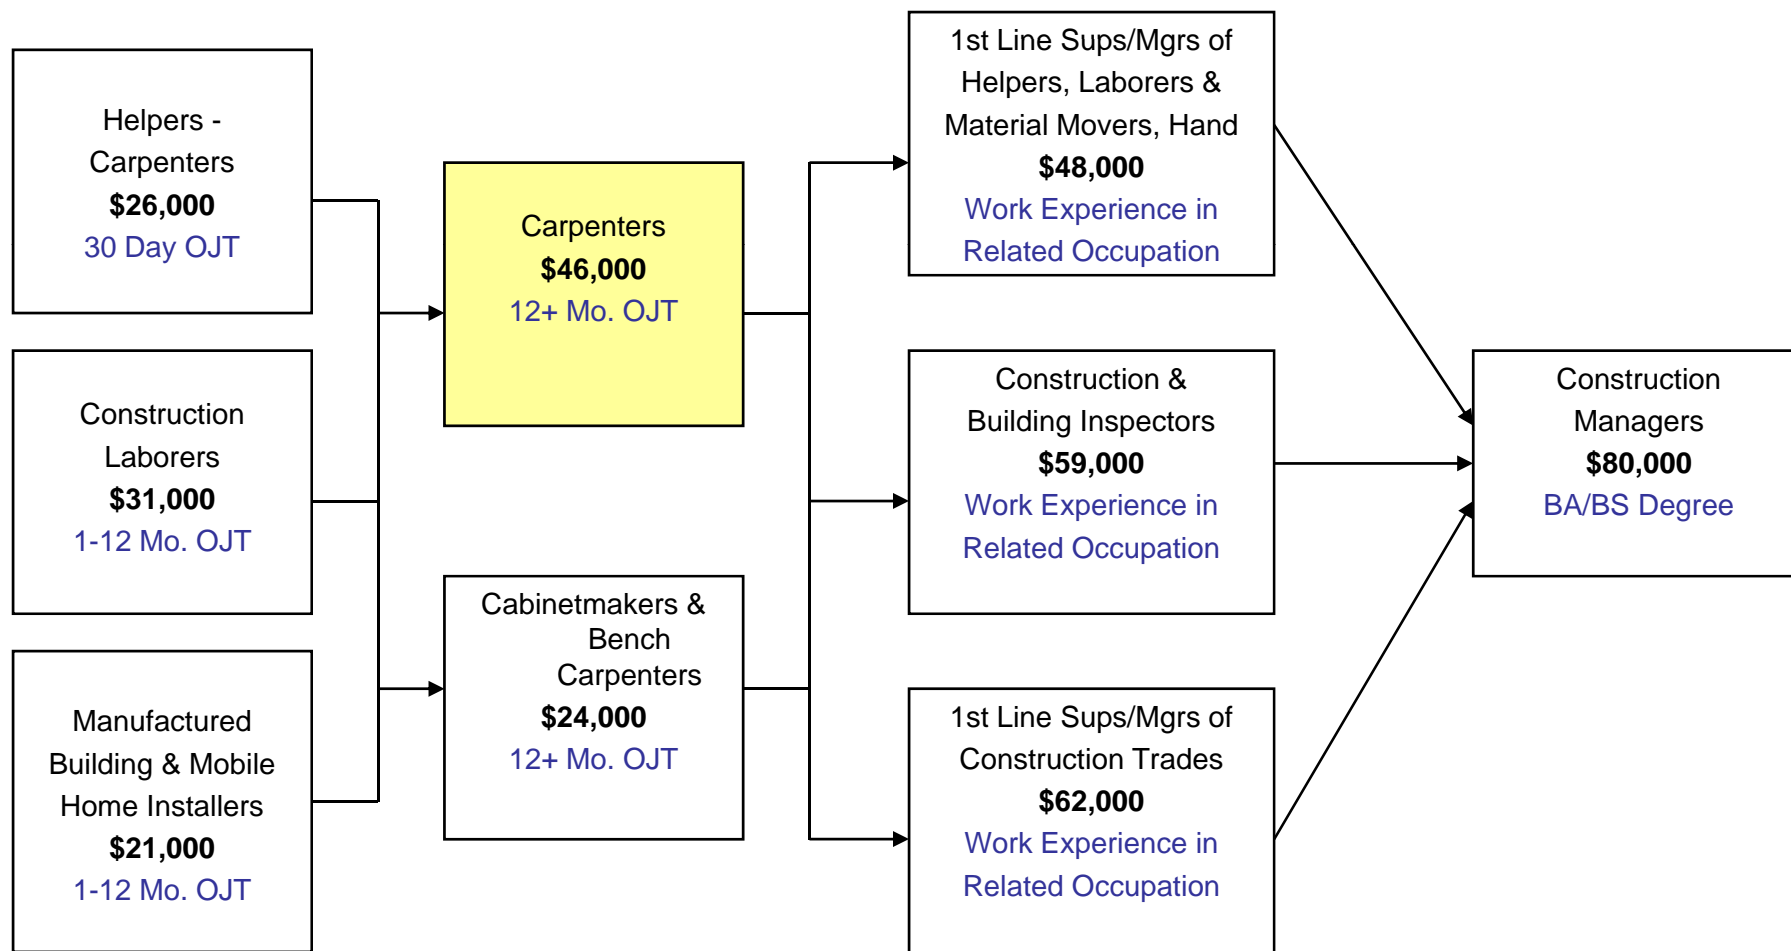 Helpers -
Carpenters
$26,000
30 Day OJT
Construction
Laborers
$31,000
1-12 Mo. OJT
Manufactured
Building & Mobile
Home Installers
$21,000
1-12 Mo. OJT
Carpenters
$46,000
12+ Mo. OJT
Cabinetmakers &
Bench
Carpenters
$24,000
12+ Mo. OJT
1st Line Sups/Mgrs of
Helpers, Laborers &
Material Movers, Hand
$48,000
Work Experience in
Related Occupation
Construction &
Building Inspectors
$59,000
Work Experience in
Related Occupation
1st Line Sups/Mgrs of
Construction Trades
$62,000
Work Experience in
Related Occupation
Construction
Managers
$80,000
BA/BS Degree